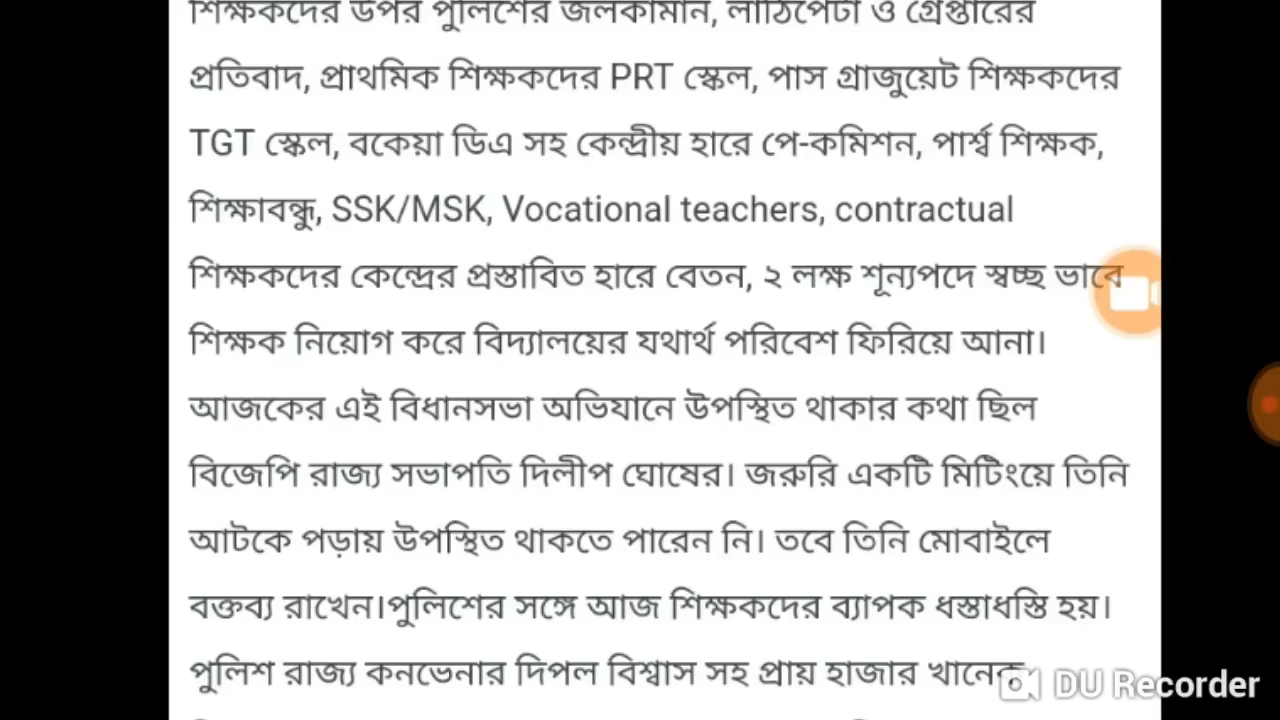 শিক্ষকদের উপর পুলিশের জলকামান, লাঠিপেটা ও গ্রেপ্তারের
প্রতিবাদ, প্রাথমিক শিক্ষকদের PRT স্কেল, পাস গ্রাজুয়েট শিক্ষকদের
TGT স্কেল, বকেয়া ডিএ সহ কেন্দ্রীয় হারে পে-কমিশন, পার্শ্ব শিক্ষক,
শিক্ষাবন্ধু, SSK/MSK, Vocational teachers, contractual
শিক্ষকদের কেন্দ্রের প্রস্তাবিত হারে বেতন, ২ লক্ষ শূন্যপদে স্বচ্ছ ভাবে
শিক্ষক নিয়োগ করে বিদ্যালয়ের যথার্থ পরিবেশ ফিরিয়ে আনা।
আজকের এই বিধানসভা অভিযানে উপস্থিত থাকার কথা ছিল
বিজেপি রাজ্য সভাপতি দিলীপ ঘোষের। জরুরি একটি মিটিংয়ে তিনি
আটকে পড়ায় উপস্থিত থাকতে পারেন নি। তবে তিনি মোবাইলে
বক্তব্য রাখেন।পুলিশের সঙ্গে আজ শিক্ষকদের ব্যাপক ধস্তাধস্তি হয়।
পুলিশ রাজ্য কনভেনার দিপল বিশ্বাস সহ প্রায় হাজার খানেক
DU Recorder